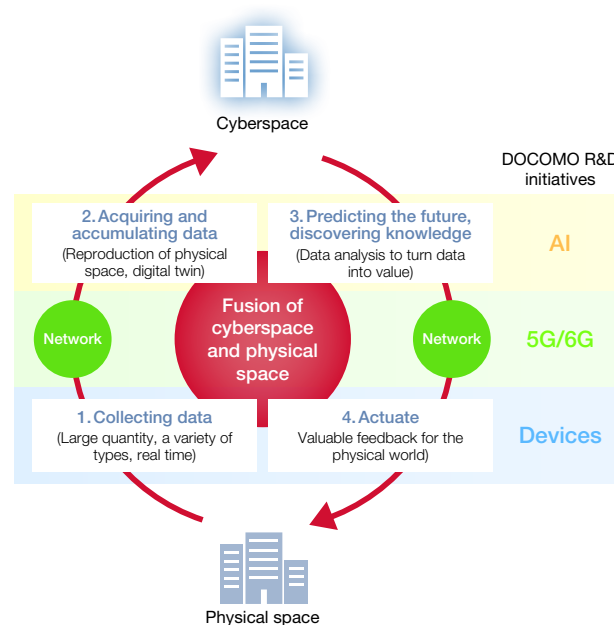 Cyberspace
DOCOMO R&D
initiatives
2. Acquiring and
accumulating data
(Reproduction of physical
space, digital twin)
3. Predicting the future,
discovering knowledge
(Data analysis to turn data
into value)
AI
Fusion of
cyberspace
and physical
space
Network
Network
5G/6G
1. Collecting data
(Large quantity, a variety of
types, real time)
4. Actuate
Valuable feedback for the
physical world)
Devices
Physical space